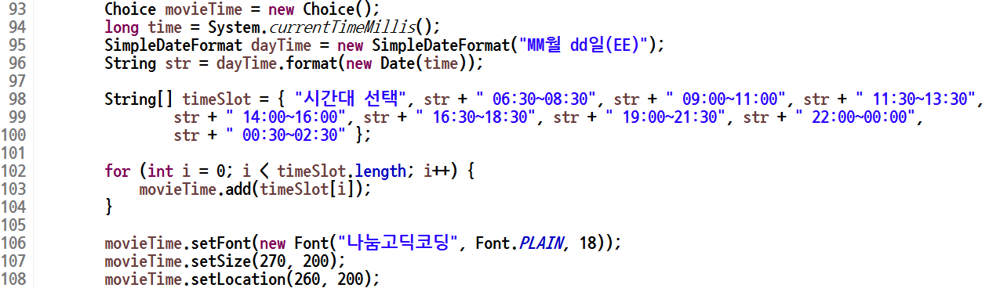 93 Choice movieTime = new Choice();
94 long time = System.currentTimeMillis();
95 SimpleDateFormat dayTime = new SimpleDateFormat("MM월 dd일(EE)");
96 String str = dayTime.format(new Date(time));
97
98 String[] timeSlot = { "시간대 선택", str + " 06:30~08:30", str + " 09:00~11:00", str + " 11:30~13:30",
99 str + " 14:00~16:00", str + " 16:30~18:30", str + " 19:00~21:30", str + " 22:00~00:00",
100 str + " 00:30~02:30" };
101
102 for (int i = 0; i < timeSlot.length; i++) {
103 movieTime.add(timeSlot[i]);
104 }
105
106 movieTime.setFont(new Font("나눔고딕코딩", Font.PLAIN, 18));
107 movieTime.setSize(270, 200);
108 movieTime.setLocation(260, 200);